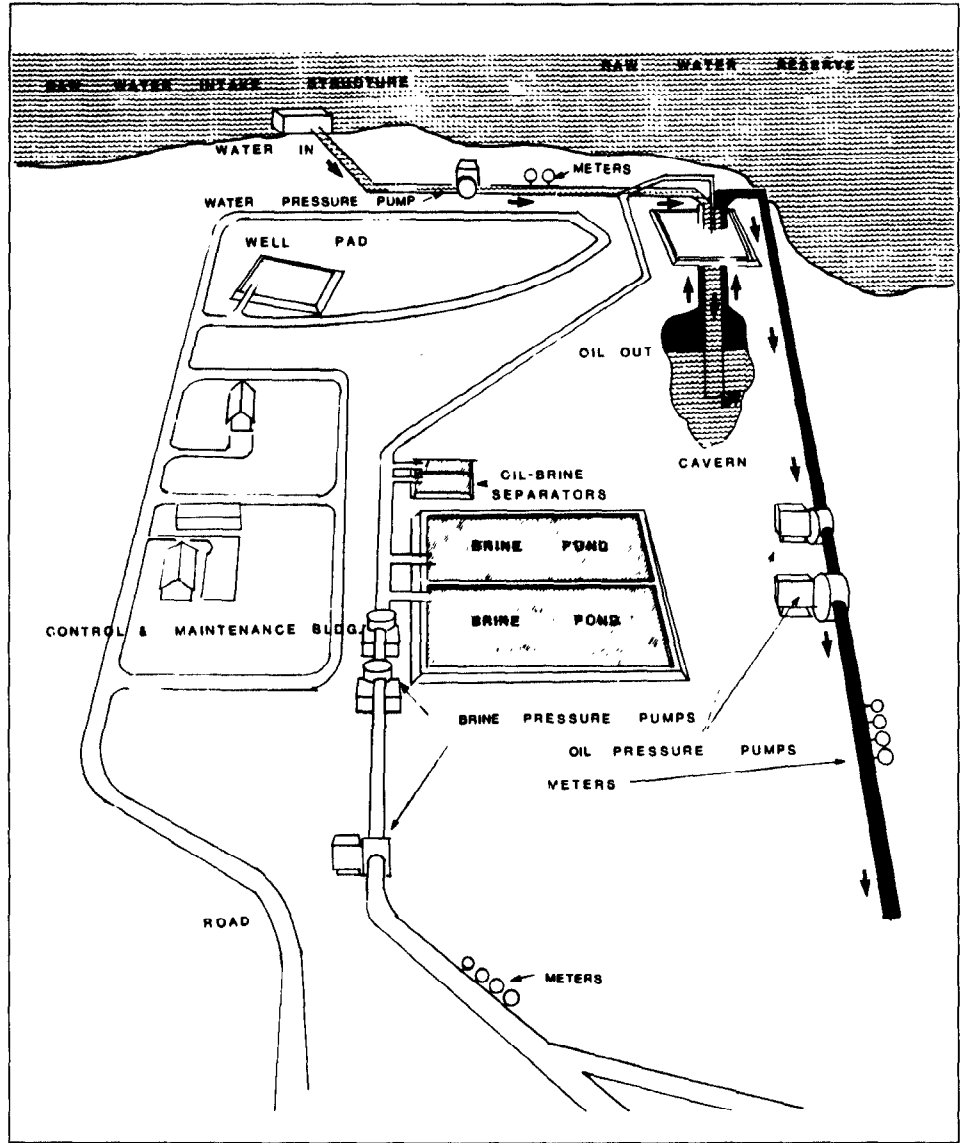 RAW WATER RESERVE
RAW WATER INTAKE STRUCTURE
WATER IN
METERS
WATER PRESSURE PUMP
WELL PAD
OIL OUT
CAVERN
OIL-BRINE
SEPARATORS
BRINE POND
BRINE POND
CONTROL & MAINTENANCE BLDG.
BRINE PRESSURE PUMPS
OIL PRESSURE PUMPS
METERS
ROAD
METERS